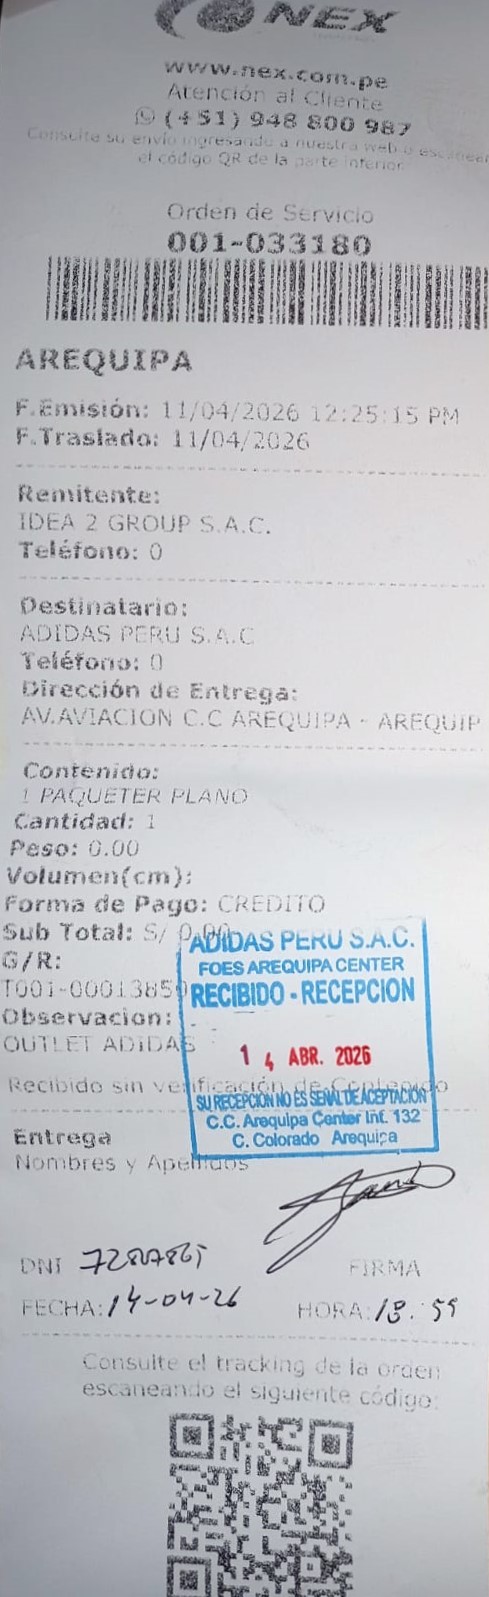 NEX
www.nex.com.pe
Atención al Cliente
(+51) 948 800 987
Consulte su envío ingresando a nuestra web o escanear
el código QR de la parte inferior
Orden de Servicio
001-033180
AREQUIPA
F.Emisión: 11/04/2026 12:25:15 PM
F.Traslado: 11/04/2026
Remitente:
IDEA 2 GROUP S.A.C.
Teléfono: 0
Destinatario:
ADIDAS PERU S.A.C
Teléfono: 0
Dirección de Entrega:
AV.AVIACION C.C AREQUIPA - AREQUIP
Contenido:
1 PAQUETER PLANO
Cantidad: 1
Peso: 0.00
Volumen(cm):
Forma de Pago: CREDITO
Sub Total: S/ 0.00
G/R:
T001-00013850
Observacion:
OUTLET ADIDAS
ADIDAS PERU S.A.C.
FOES AREQUIPA CENTER
RECIBIDO - RECEPCION
14 ABR. 2026
SU RECEPCION NO ES SEÑAL DE ACEPTACION
C.C. Arequipa Center Int. 132
C. Colorado Arequipa
Recibido sin verificación de Contenido
Entrega
Nombres y Apellidos
DNI
FIRMA
FECHA: 14-04-26 HORA: 13:59
Consulte el tracking de la orden
escaneando el siguiente código: